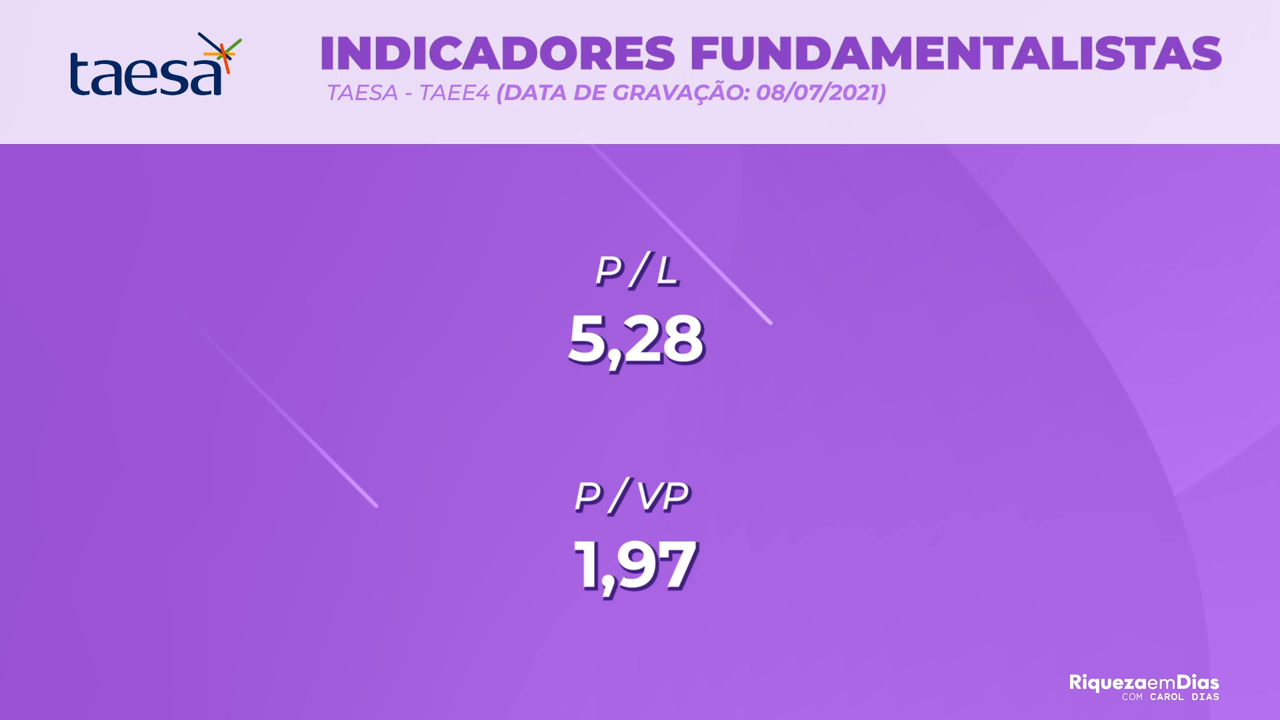 taesa
INDICADORES FUNDAMENTALISTAS
TAESA - TAEE4 (DATA DE GRAVAÇÃO: 08/07/2021)
P / L
5,28
P / VP
1,97
RiquezaemDias
COM CAROL DIAS